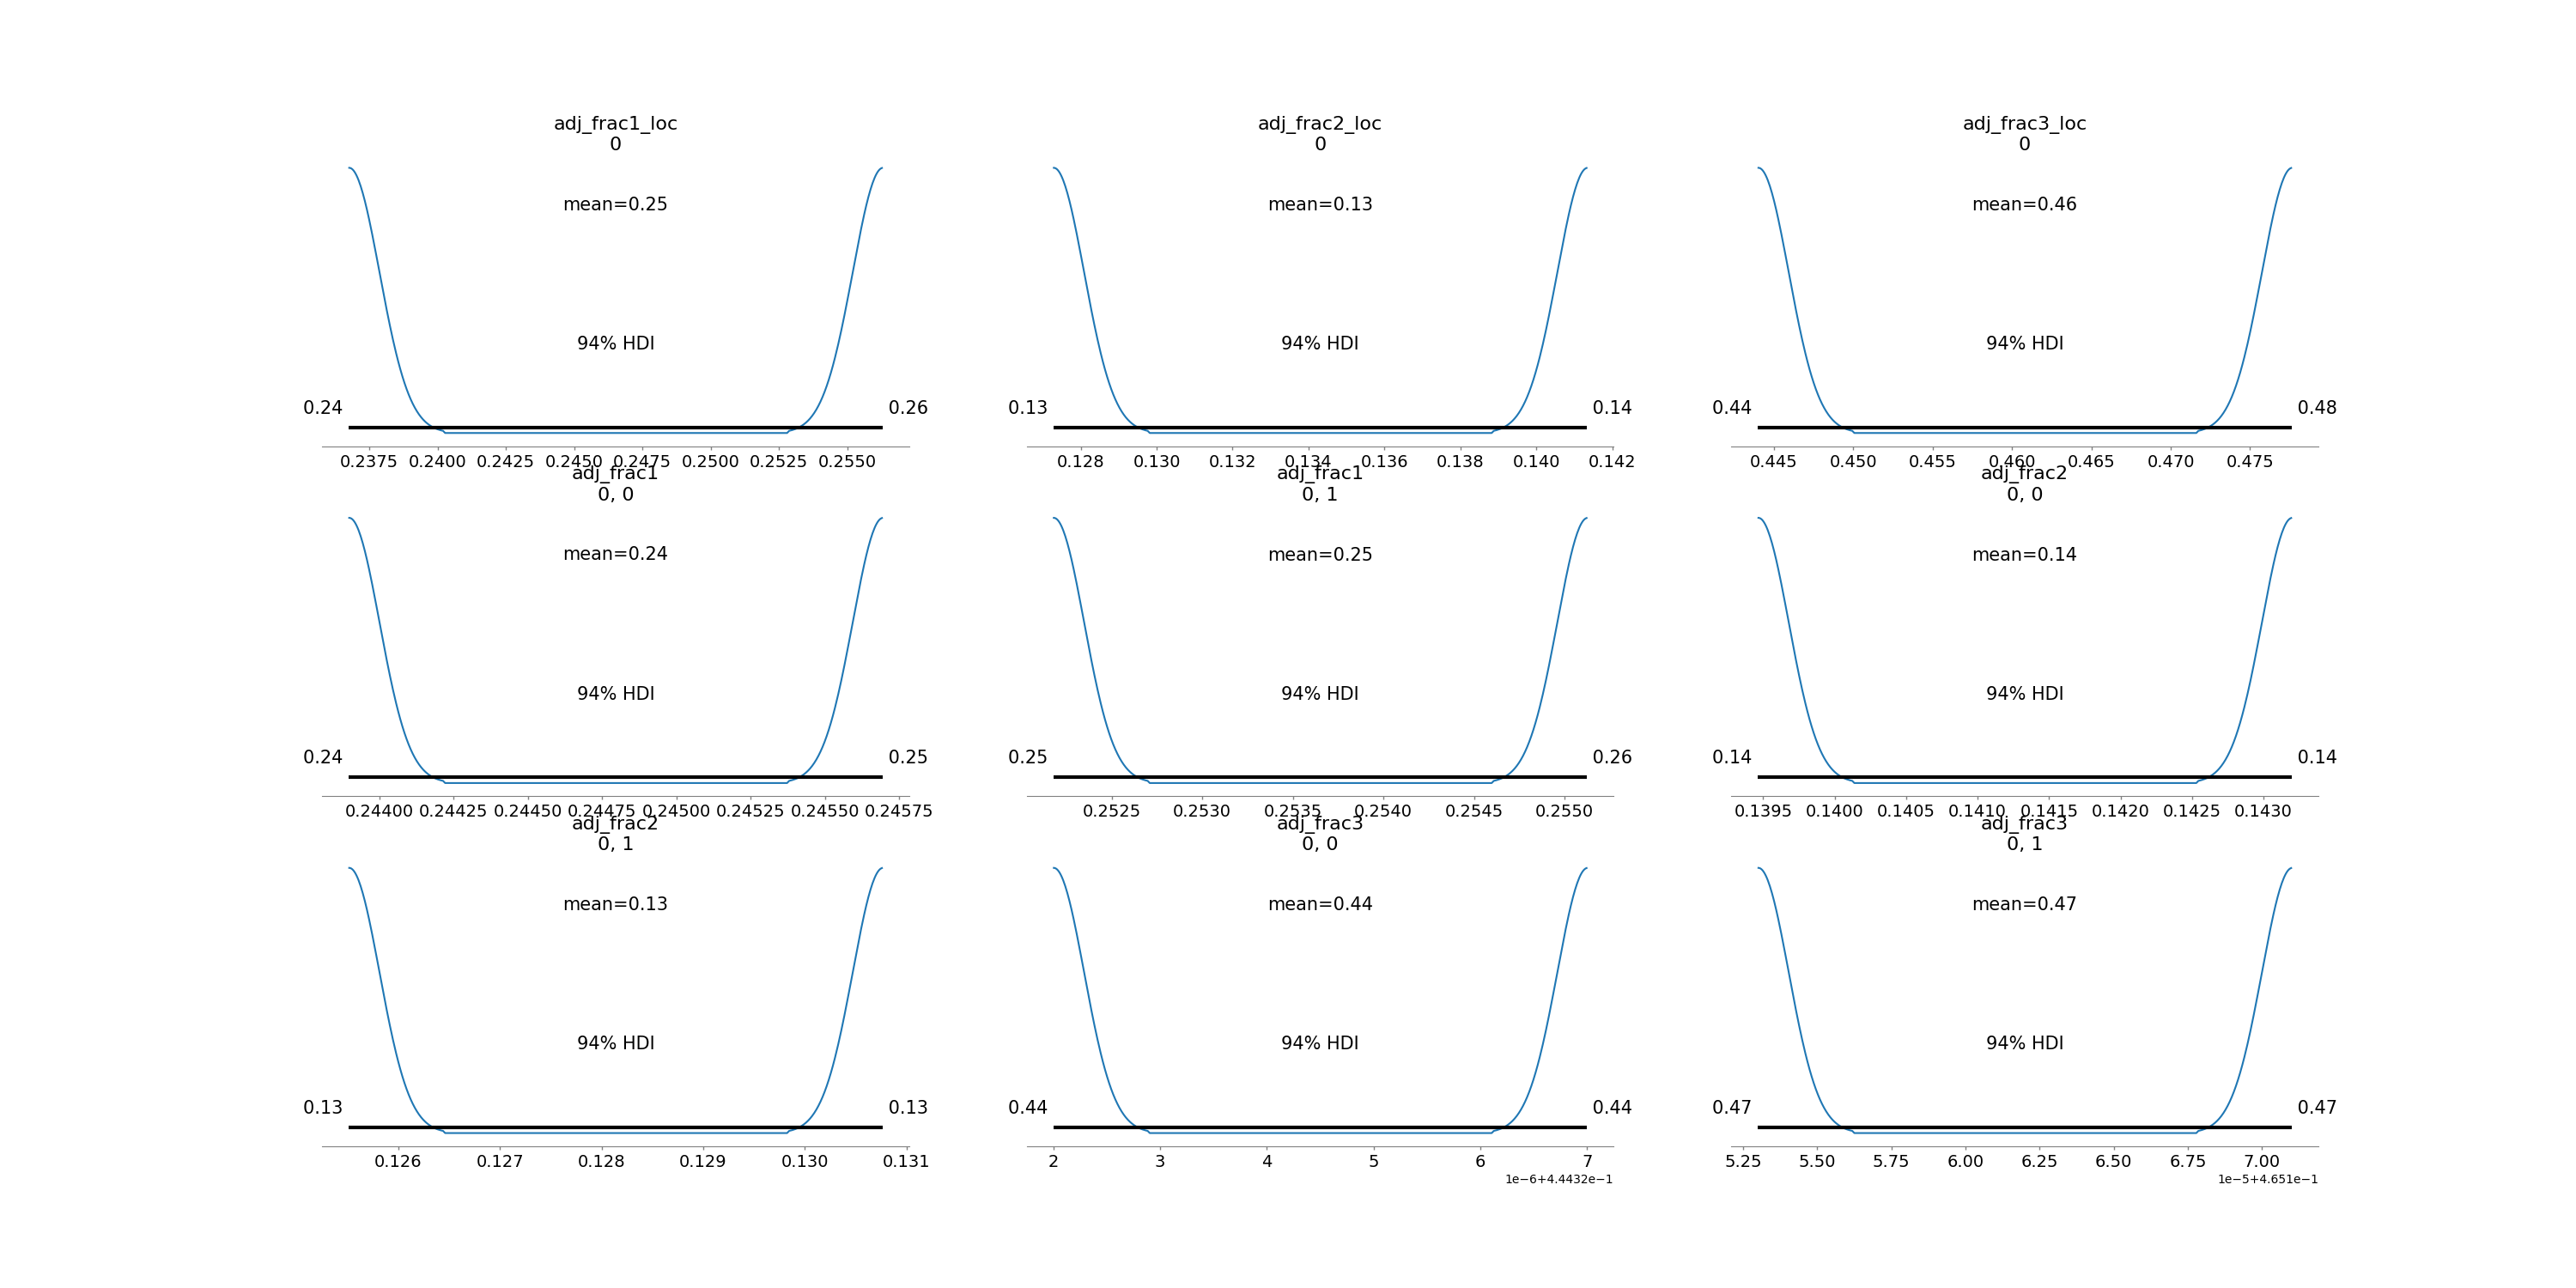 adj_frac1_loc
0
mean=0.25
94% HDI
0.24
0.26
0.2375 0.2400 0.2425 0.2450 0.2475 0.2500 0.2525 0.2550
adj_frac2_loc
0
mean=0.13
94% HDI
0.13
0.14
0.128 0.130 0.132 0.134 0.136 0.138 0.140 0.142
adj_frac3_loc
0
mean=0.46
94% HDI
0.44
0.48
0.445 0.450 0.455 0.460 0.465 0.470 0.475
adj_frac1
0, 0
mean=0.24
94% HDI
0.24
0.25
0.24400 0.24425 0.24450 0.24475 0.24500 0.24525 0.24550 0.24575
adj_frac1
0, 1
mean=0.25
94% HDI
0.25
0.26
0.2525 0.2530 0.2535 0.2540 0.2545 0.2550
adj_frac2
0, 0
mean=0.14
94% HDI
0.14
0.14
0.1395 0.1400 0.1405 0.1410 0.1415 0.1420 0.1425 0.1430
adj_frac2
0, 1
mean=0.13
94% HDI
0.13
0.13
0.126 0.127 0.128 0.129 0.130 0.131
adj_frac3
0, 0
mean=0.44
94% HDI
0.44
0.44
2 3 4 5 6 7
1e−6+4.4432e−1
adj_frac3
0, 1
mean=0.47
94% HDI
0.47
0.47
5.25 5.50 5.75 6.00 6.25 6.50 6.75 7.00
1e−5+4.651e−1